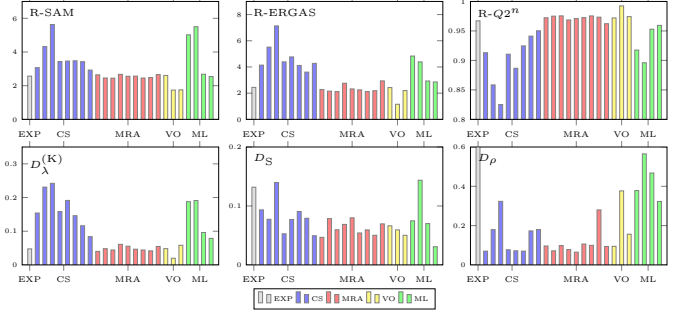 R-SAM
6
4
2
0
R-ERGAS
8
6
4
2
0
R-Q2ⁿ
1
0.95
0.9
0.85
0.8
EXP CS MRA VO ML
EXP CS MRA VO ML
EXP CS MRA VO ML
D_λ^(K)
0.3
0.2
0.1
0
D_S
0.2
0.1
0
D_ρ
0.6
0.4
0.2
0
EXP CS MRA VO ML
EXP CS MRA VO ML
EXP CS MRA VO ML
EXP CS MRA VO ML